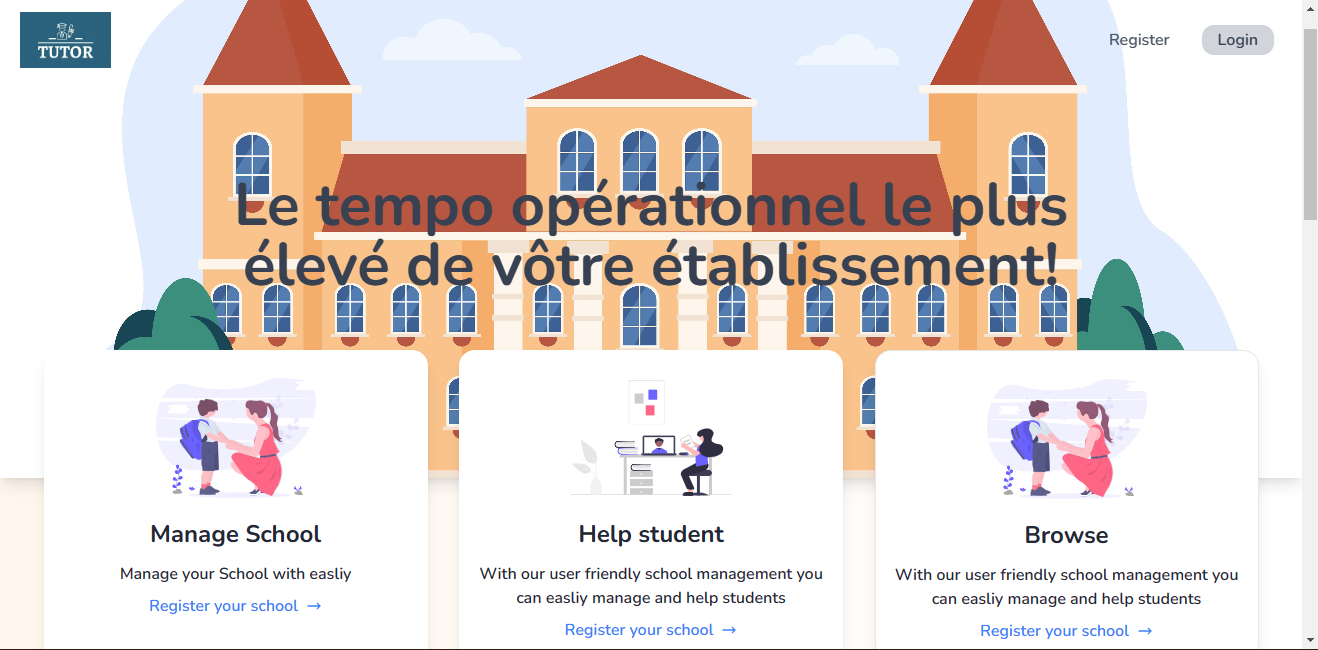 TUTOR
Register
Login
Le tempo opérationnel le plus
élevé de vôtre établissement!
Manage School
Manage your School with easliy
Register your school →
Help student
With our user friendly school management you
can easliy manage and help students
Register your school →
Browse
With our user friendly school management you
can easliy manage and help students
Register your school →